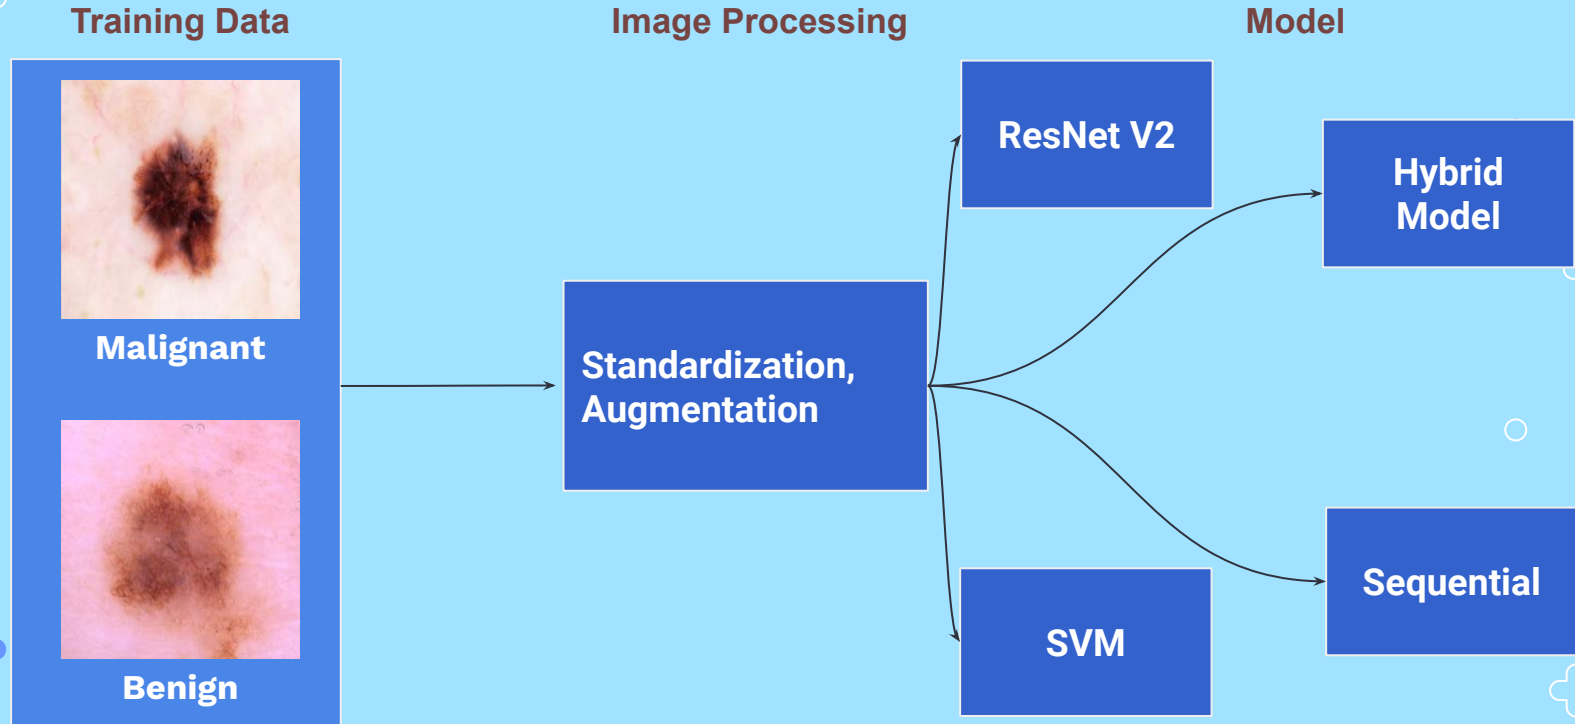 Training Data
Image Processing
Model
Malignant
Benign
Standardization,
Augmentation
ResNet V2
Hybrid
Model
SVM
Sequential